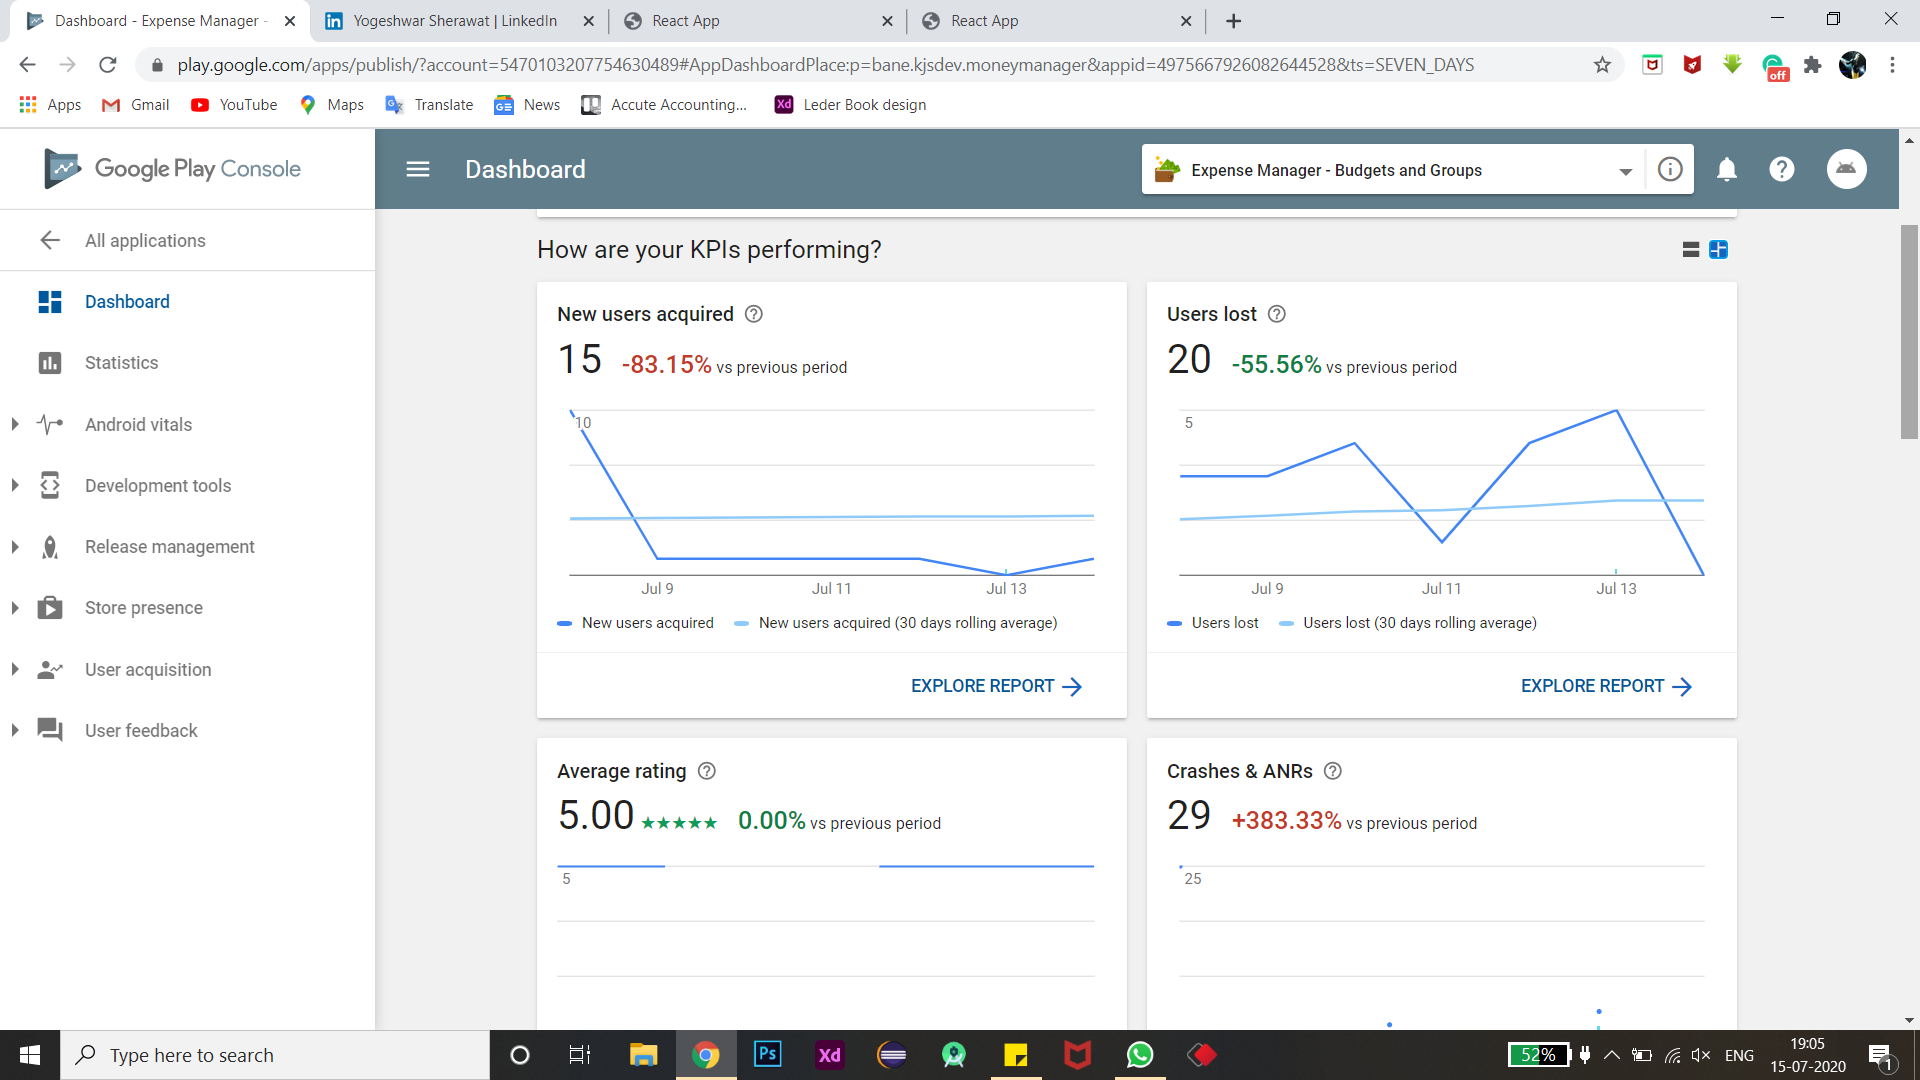 Dashboard - Expense Manager -
Yogeshwar Sherawat | LinkedIn
React App
React App
play.google.com/apps/publish/?account=5470103207754630489#AppDashboardPlace:p=bane.kjsdev.moneymanager&appid=4975667926082644528&ts=SEVEN_DAYS
off
Apps
Gmail
YouTube
Maps
Translate
News
Accute Accounting...
Xd
Leder Book design
Google Play Console
Dashboard
Expense Manager - Budgets and Groups
All applications
Dashboard
Statistics
Android vitals
Development tools
Release management
Store presence
User acquisition
User feedback
How are your KPIs performing?
New users acquired
15 -83.15% vs previous period
10
Jul 9 Jul 11 Jul 13
New users acquired New users acquired (30 days rolling average)
EXPLORE REPORT
Users lost
20 -55.56% vs previous period
5
Jul 9 Jul 11 Jul 13
Users lost Users lost (30 days rolling average)
EXPLORE REPORT
Average rating
5.00 ★★★★★ 0.00% vs previous period
5
Crashes & ANRs
29 +383.33% vs previous period
25
Type here to search
Ps
Xd
52%
ENG
19:05
15-07-2020
1